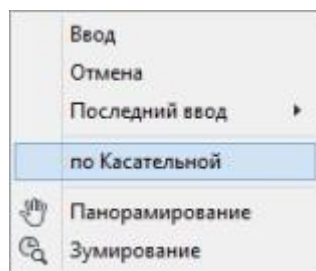 Ввод
Отмена
Последний ввод
по Касательной
Панорамирование
Зумирование